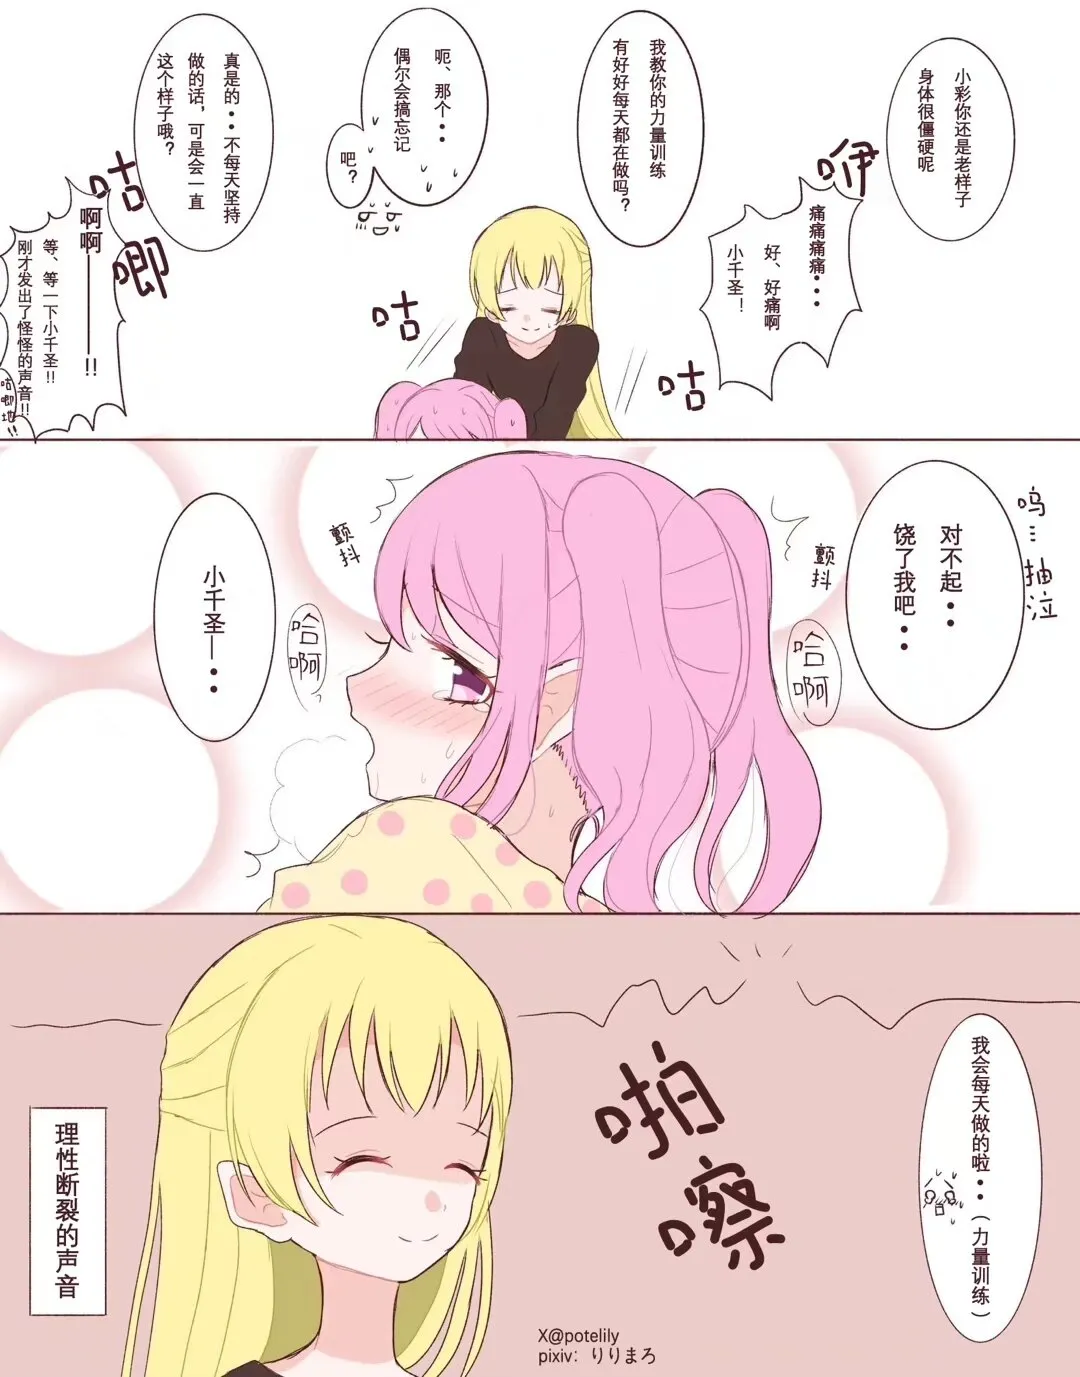 小彩你还是老样子
身体很僵硬呢
咿
痛痛痛痛・・・
好、好痛啊
小千圣！
咕
我教你的力量训练
有好好每天都在做吗？
呃、那个・・
偶尔会搞忘记
吧？
咕
真是的・・不每天坚持
做的话，可是会一直
这个样子哦？
咕唧
啊啊————!!
等、等一下小千圣!!
刚才发出了怪怪的声音!!
咕唧地!!
呜…抽泣
对不起・・
饶了我吧・・
颤抖
哈啊
颤抖
哈啊
小千圣—・・
我会每天做的啦・・（力量训练）
啪嚓
理性断裂的声音
X@potelily
pixiv：りりまろ